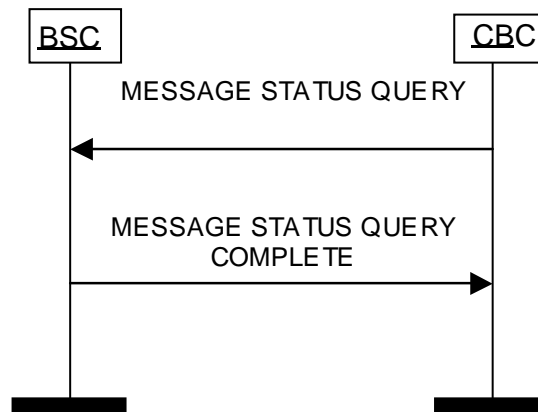 BSC
CBC
MESSAGE STATUS QUERY
MESSAGE STATUS QUERY
COMPLETE